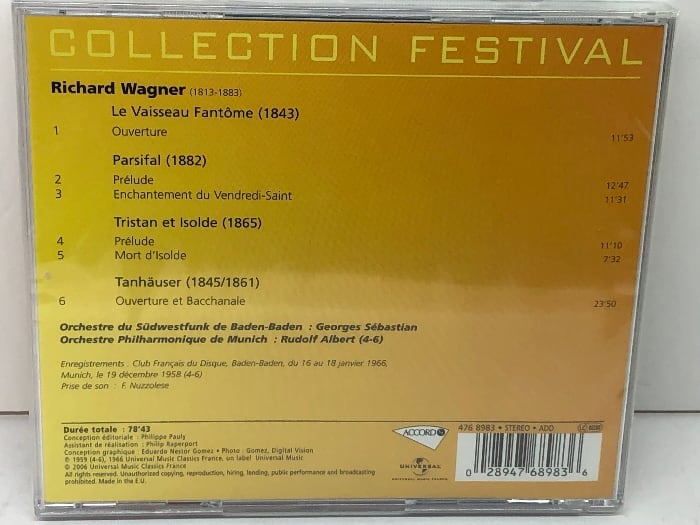 COLLECTION FESTIVAL
Richard Wagner (1813-1883)
Le Vaisseau Fantôme (1843)
1 Ouverture 11'53
Parsifal (1882)
2 Prélude 12'47
3 Enchantement du Vendredi-Saint 11'31
Tristan et Isolde (1865)
4 Prélude 11'10
5 Mort d'Isolde 7'32
Tanhäuser (1845/1861)
6 Ouverture et Bacchanale 23'50
Orchestre du Südwestfunk de Baden-Baden : Georges Sébastian
Orchestre Philharmonique de Munich : Rudolf Albert (4-6)
Enregistrements : Club Français du Disque, Baden-Baden, du 16 au 18 janvier 1966,
Munich, le 19 décembre 1958 (4-6)
Prise de son : F. Nuzzolese
Durée totale : 78'43
Conception éditoriale : Philippe Pauly
Assistant de réalisation : Philip Raperport
Conception graphique : Eduardo Nestor Gomez • Photo : Gomez, Digital Vision
℗ 1959 (4-6), 1966 Universal Music Classics France, un label Universal Music
© 2006 Universal Music Classics France
All rights reserved. Unauthorized copying, reproduction, hiring, lending, public performance and broadcasting
prohibited. Made in the E.U.
ACCORD
UNIVERSAL
UNIVERSAL MUSIC FRANCE
476 8983 • STEREO • ADD
0 28947 68983 6